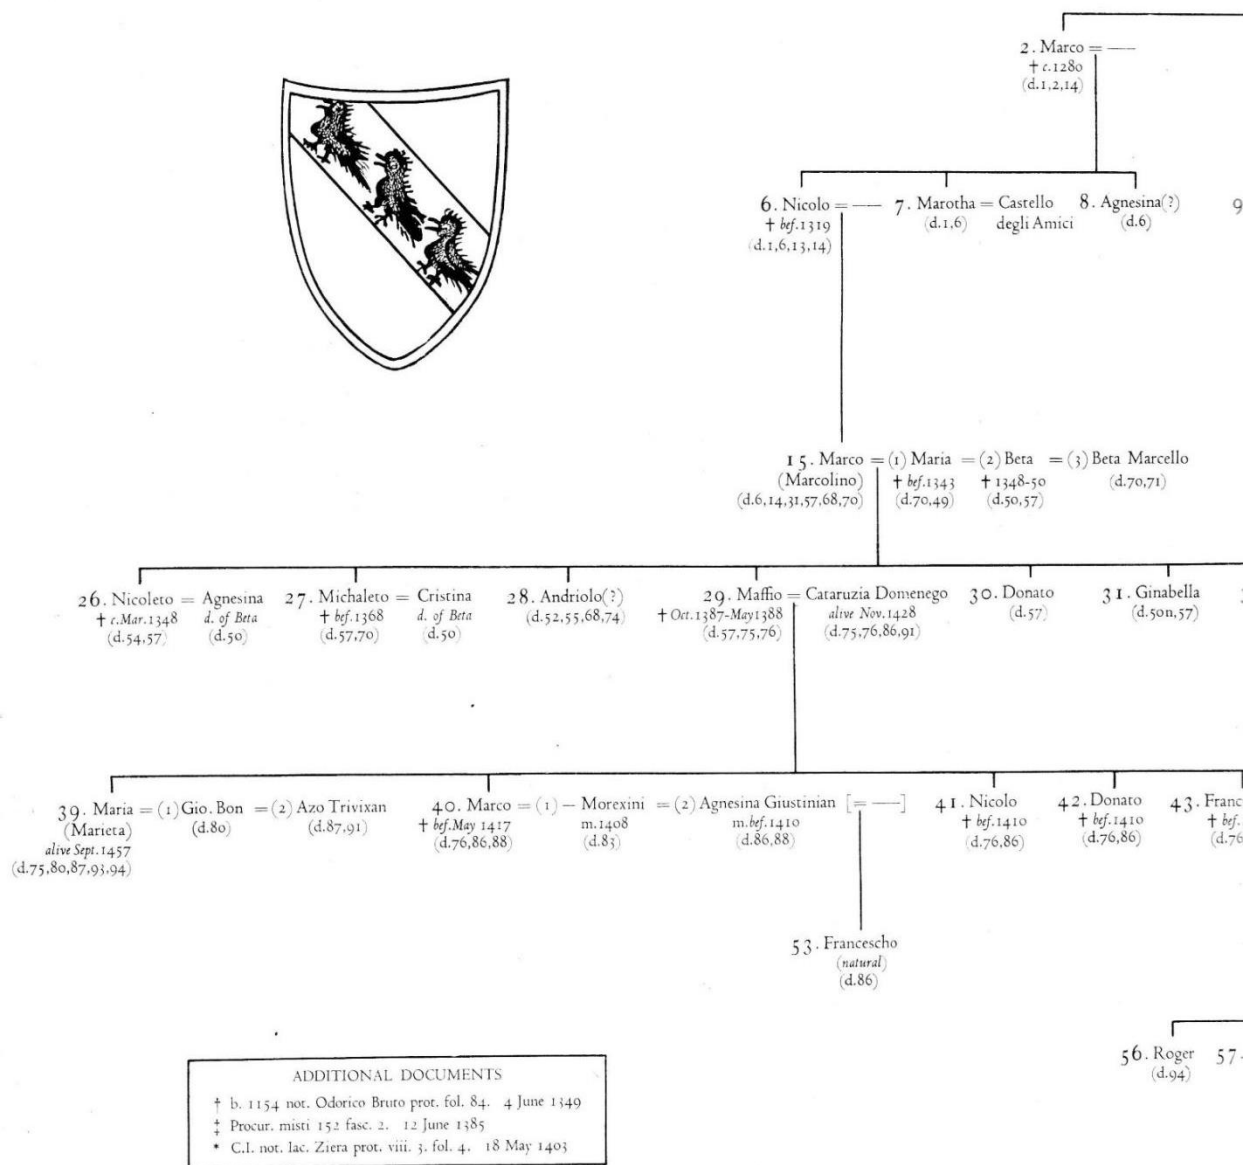 2. Marco = —
† c.1280
(d.1,2,14)
6. Nicolo = — 7. Marotha = Castello 8. Agnesina(?) 9
† bef.1319 (d.1,6) degli Amici (d.6)
(d.1,6,13,14)
15. Marco = (1) Maria = (2) Beta = (3) Beta Marcello
(Marcolino) † bef.1343 † 1348-50 (d.70,71)
(d.6,14,31,57,68,70) (d.70,49) (d.50,57)
26. Nicoleto = Agnesina 27. Michaleto = Cristina 28. Andriolo(?) 29. Maffio = Cataruzia Domenego 30. Donato 31. Ginabella
† c.Mar.1348 d. of Beta † bef.1368 d. of Beta (d.52,55,68,74) † Oct.1387-May1388 alive Nov.1428 (d.57) (d.50n,57)
(d.54,57) (d.50) (d.57,70) (d.50) (d.57,75,76) (d.75,76,86,91)
39. Maria = (1) Gio. Bon = (2) Azo Trivixan 40. Marco = (1) — Morexini = (2) Agnesina Giustinian [= —] 41. Nicolo 42. Donato 43. Franc
(Marieta) (d.80) (d.87,91) † bef.May 1417 m.1408 m.bef.1410 † bef.1410 † bef.1410 † bef.
alive Sept.1457 (d.76,86,88) (d.83) (d.86,88) (d.76,86) (d.76,86) (d.76
(d.75,80,87,93,94)
53. Francescho
(natural)
(d.86)
56. Roger 57.
(d.94)
ADDITIONAL DOCUMENTS
† b. 1154 not. Odorico Bruto prot. fol. 84. 4 June 1349
‡ Procur. misti 152 fasc. 2. 12 June 1385
* C.I. not. Iac. Ziera prot. viii. 3. fol. 4. 18 May 1403